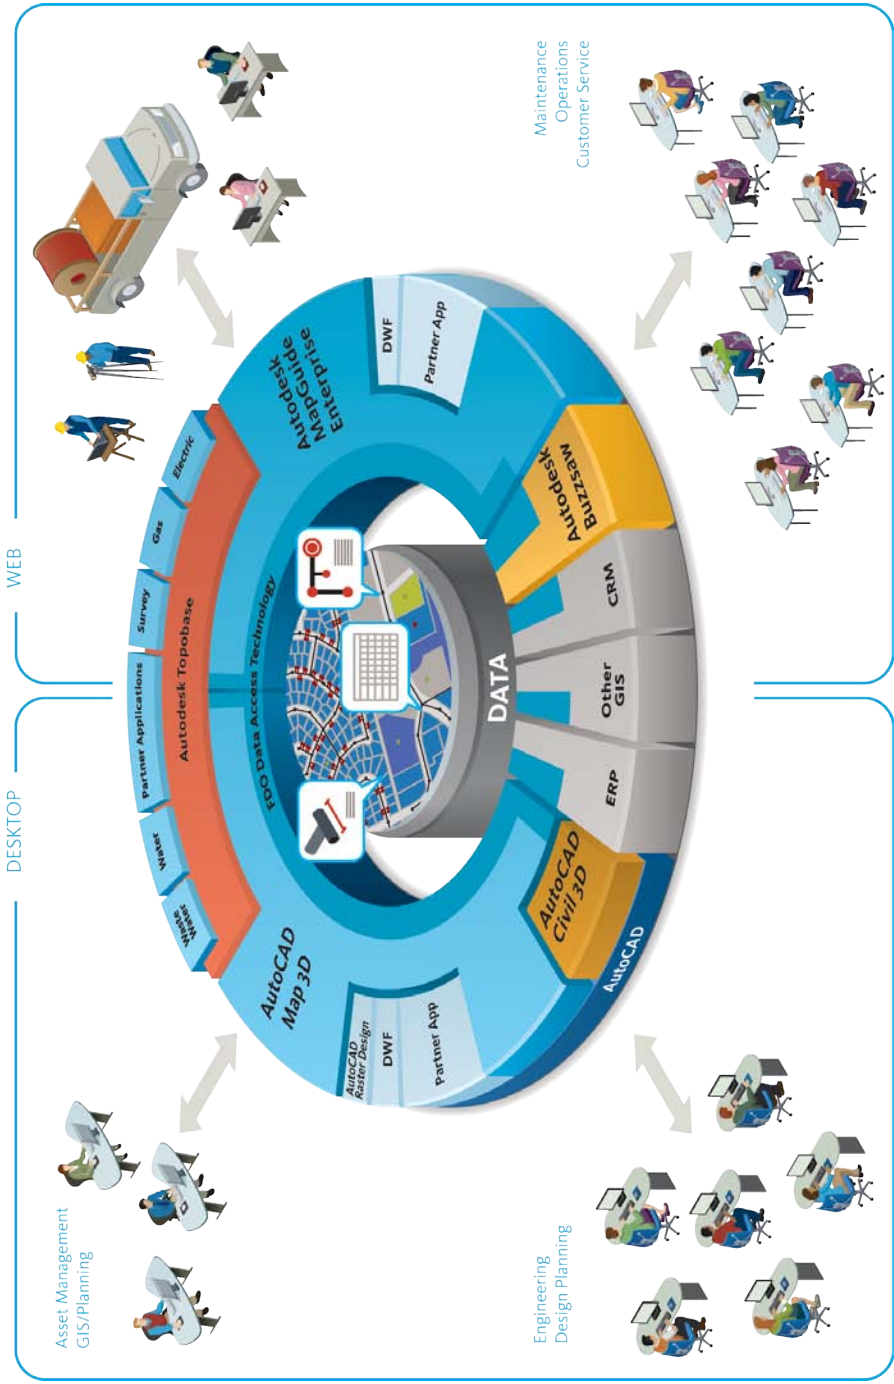 DESKTOP
WEB
Asset Management
GIS/Planning
Engineering
Design Planning
Maintenance
Operations
Customer Service
Waste
Water
Water
Partner Applications
Survey
Gas
Electric
Autodesk Topobase
FDO Data Access Technology
AutoCAD
Map 3D
AutoCAD
Raster Design
DWF
Partner App
Autodesk
MapGuide
Enterprise
DWF
Partner App
DATA
AutoCAD
Civil 3D
AutoCAD
ERP
Other
GIS
CRM
Autodesk
Buzzsaw